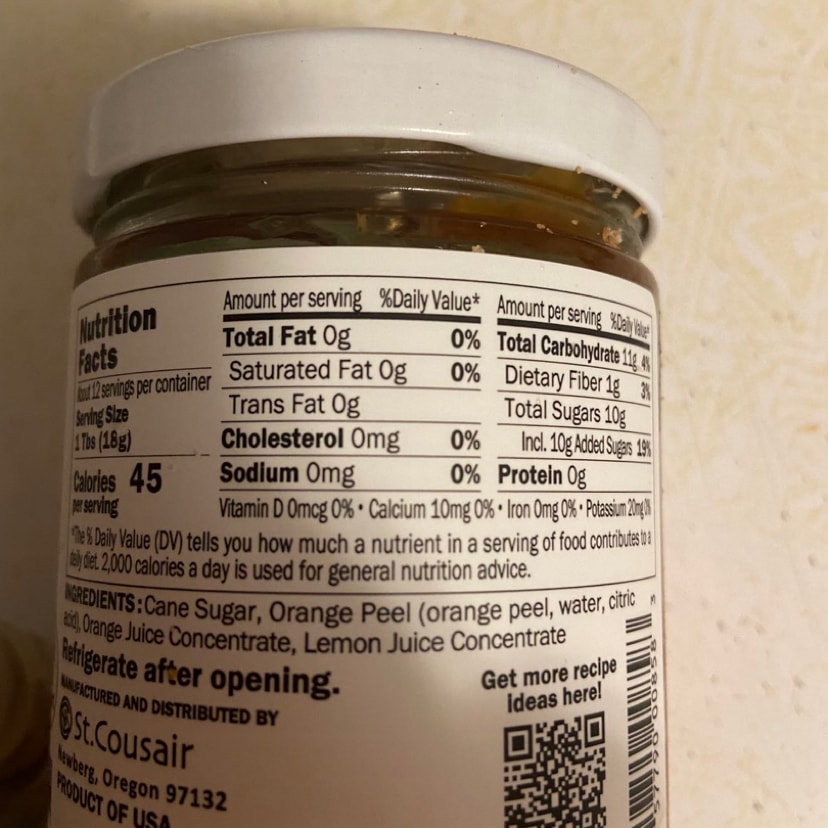 Nutrition
Facts
About 12 servings per container
Serving Size
1 Tbs (18g)
Calories 45
per serving
Amount per serving %Daily Value*
Total Fat 0g 0%
Saturated Fat 0g 0%
Trans Fat 0g
Cholesterol 0mg 0%
Sodium 0mg 0%
Amount per serving %Daily Value*
Total Carbohydrate 11g 4%
Dietary Fiber 1g 3%
Total Sugars 10g
Incl. 10g Added Sugars 19%
Protein 0g
Vitamin D 0mcg 0% • Calcium 10mg 0% • Iron 0mg 0% • Potassium 20mg 0%
*The % Daily Value (DV) tells you how much a nutrient in a serving of food contributes to a
daily diet. 2,000 calories a day is used for general nutrition advice.
INGREDIENTS: Cane Sugar, Orange Peel (orange peel, water, citric
acid), Orange Juice Concentrate, Lemon Juice Concentrate
Refrigerate after opening.
MANUFACTURED AND DISTRIBUTED BY
St.Cousair
Newberg, Oregon 97132
PRODUCT OF USA
Get more recipe
ideas here!